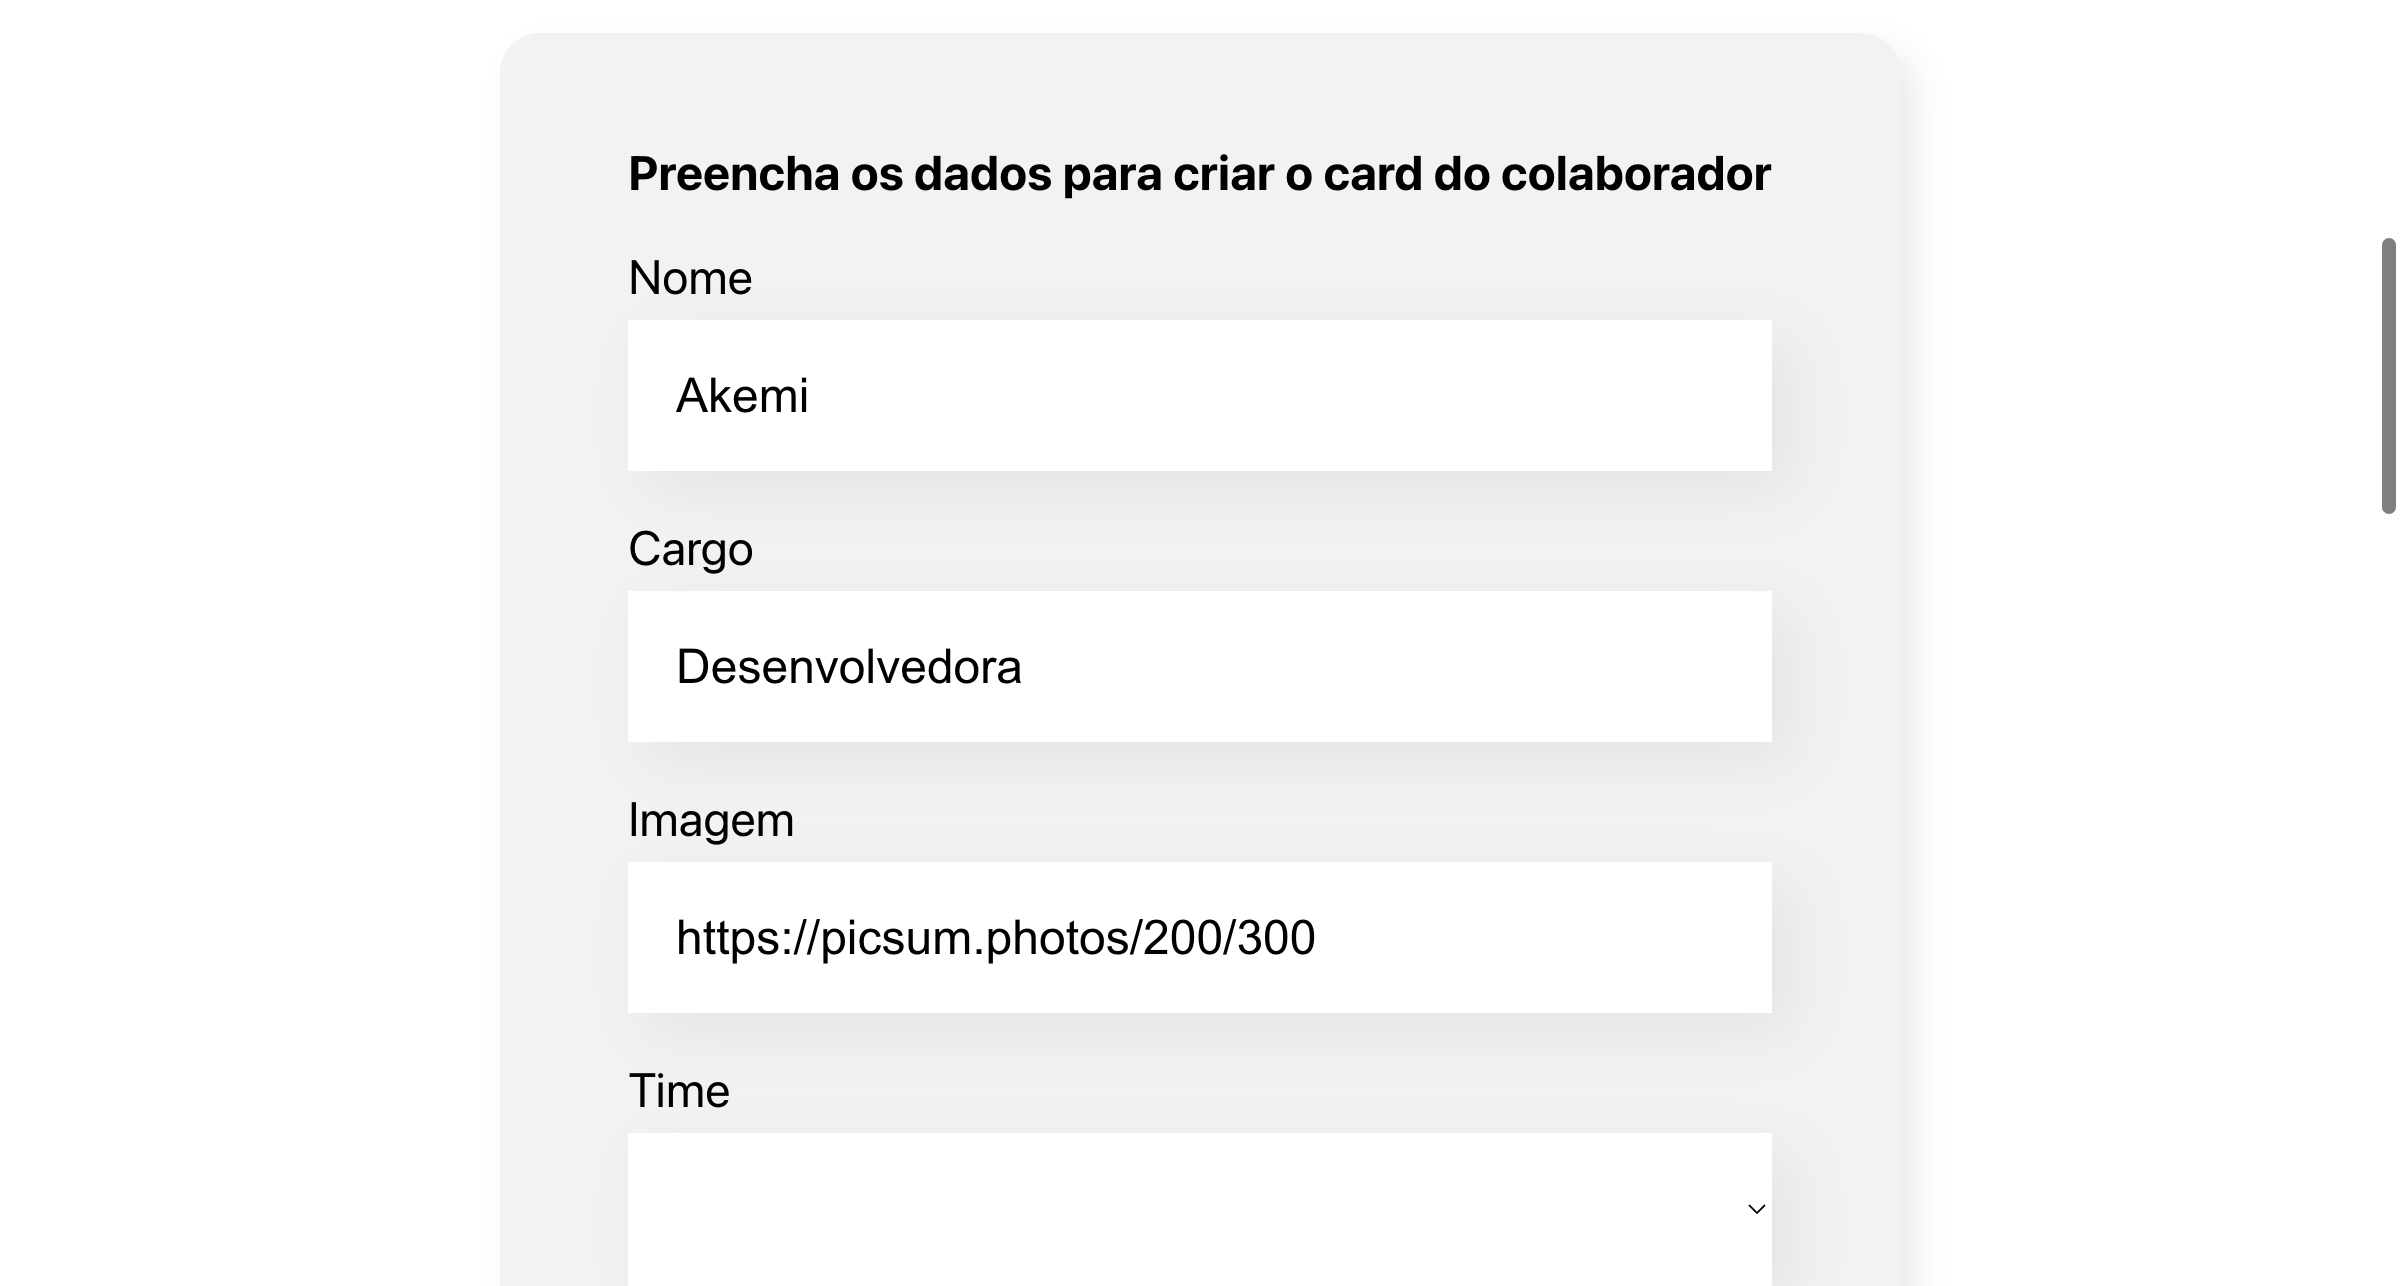 Preencha os dados para criar o card do colaborador
Nome
Akemi
Cargo
Desenvolvedora
Imagem
https://picsum.photos/200/300
Time